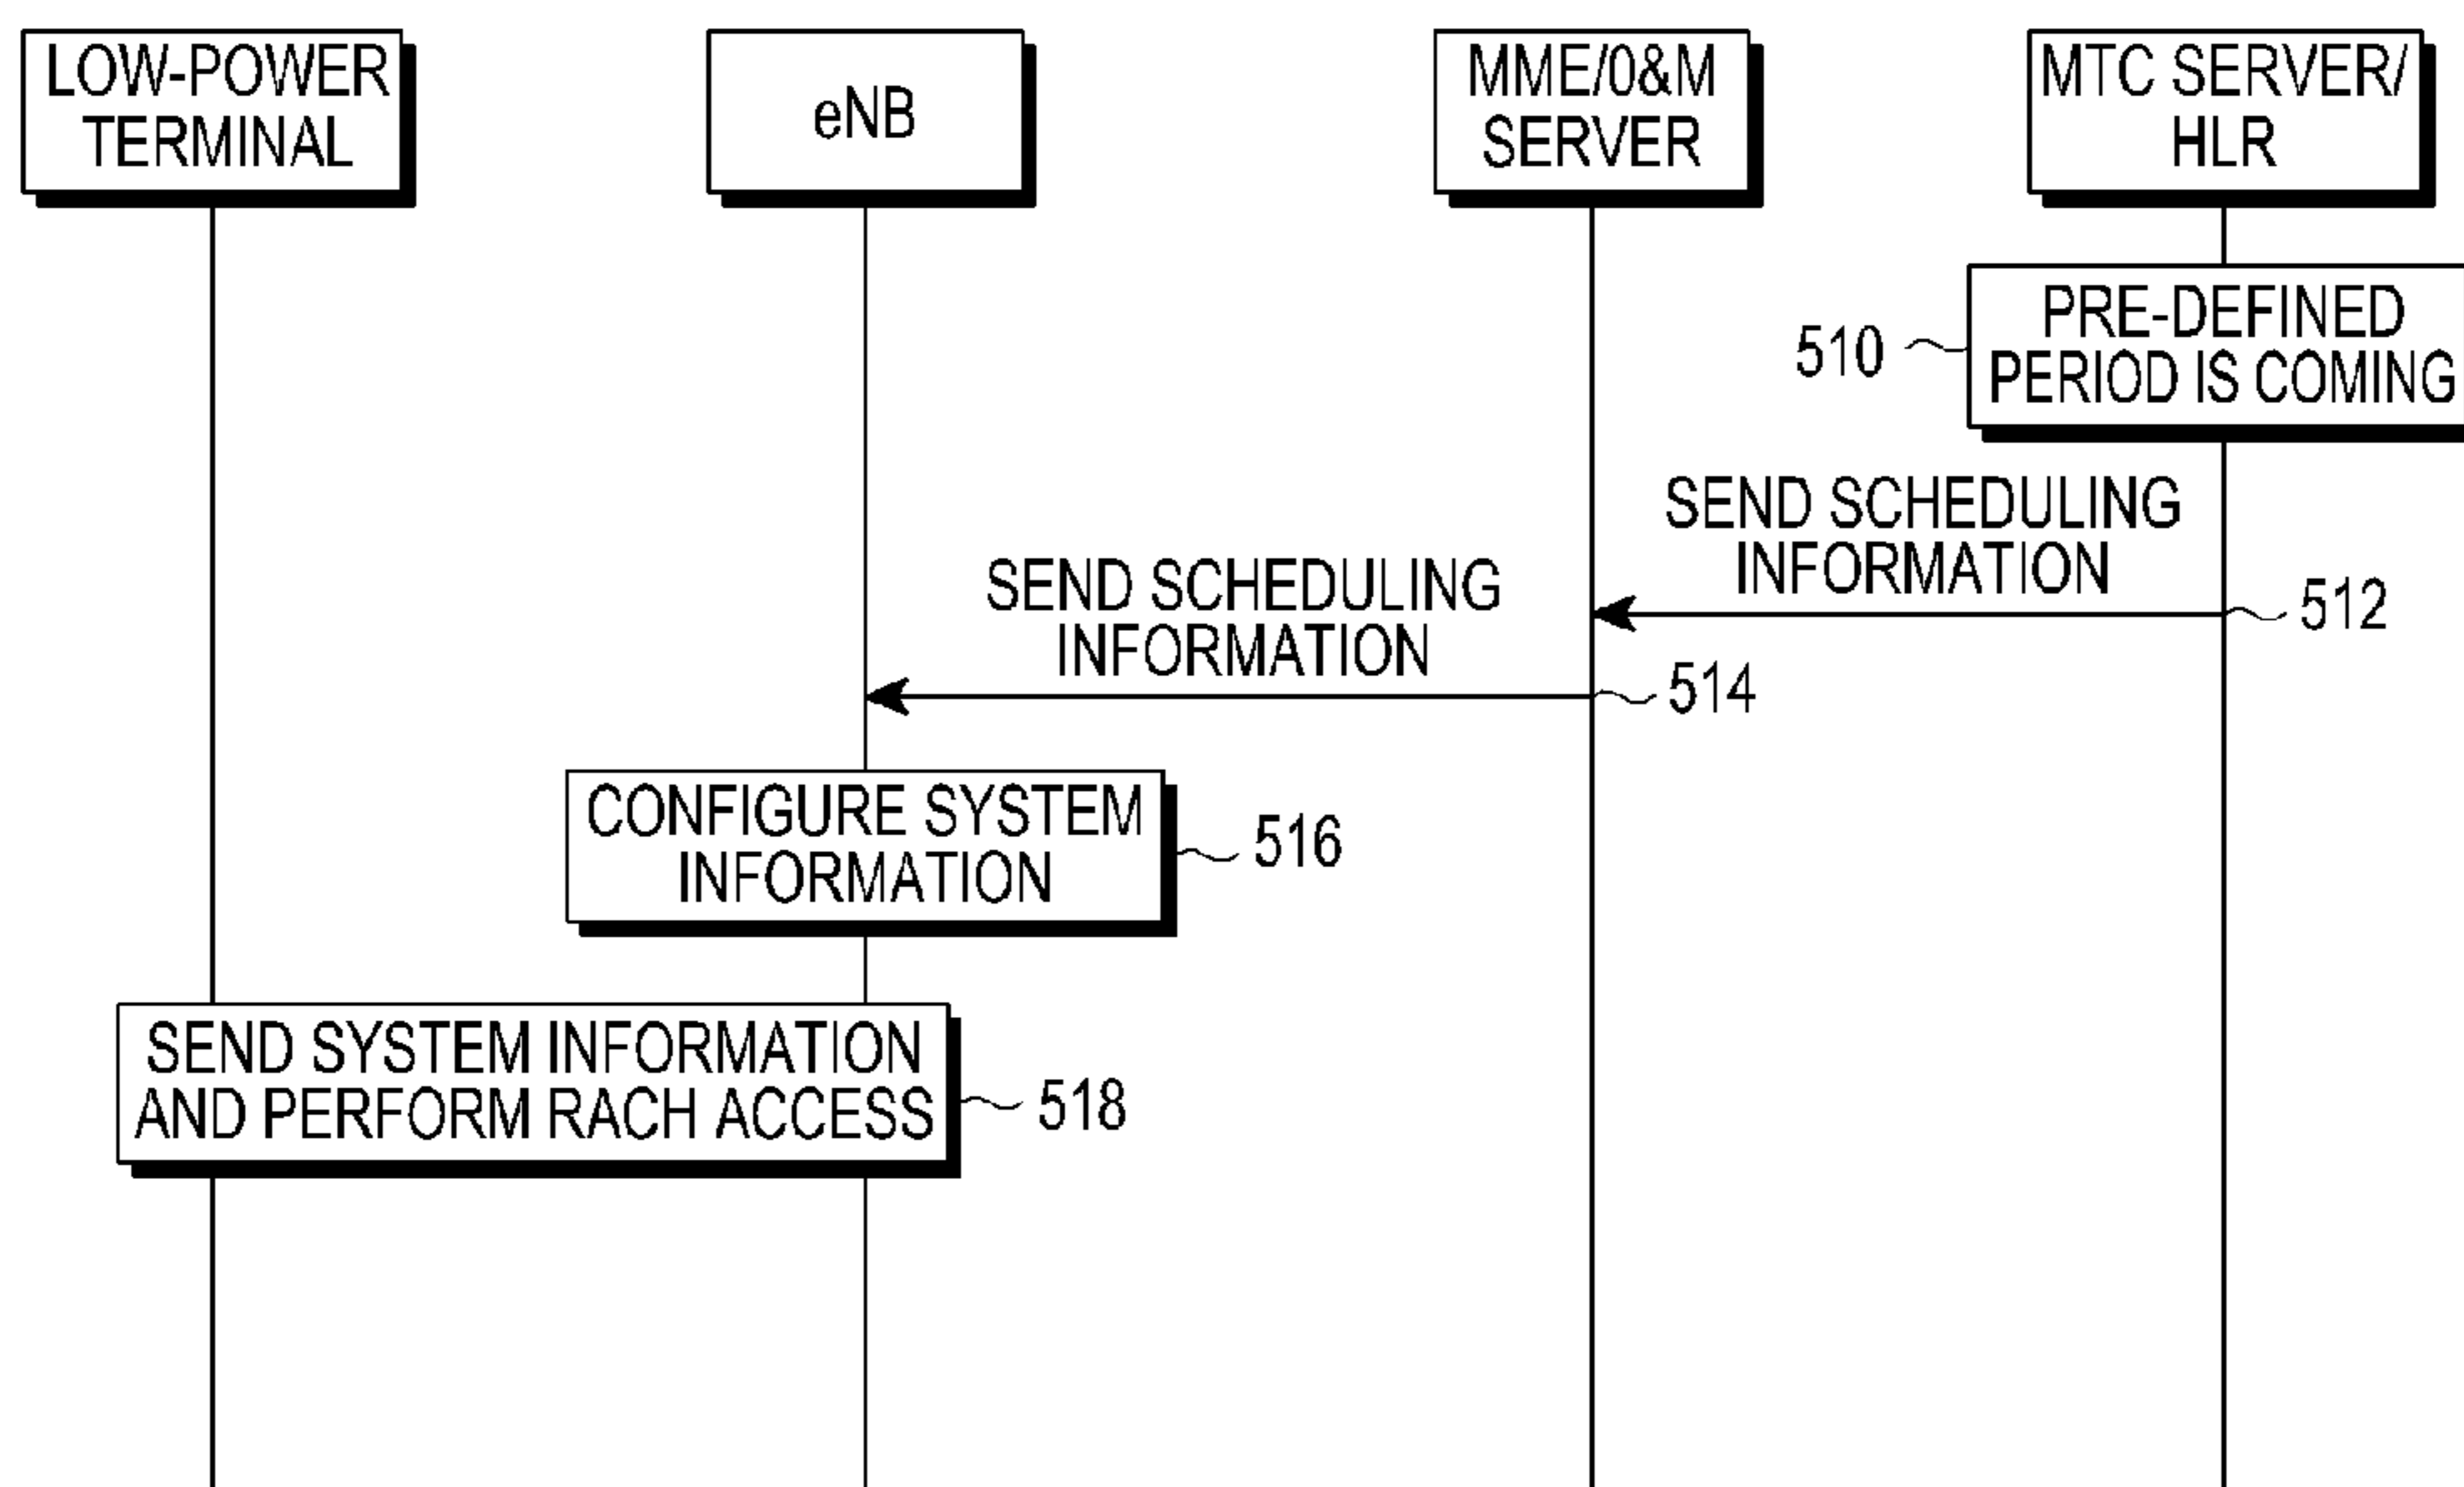 LOW-POWER
TERMINAL
eNB
MME/0&M
SERVER
MTC SERVER/
HLR
PRE-DEFINED
PERIOD IS COMING
510
SEND SCHEDULING
INFORMATION
512
SEND SCHEDULING
INFORMATION
514
CONFIGURE SYSTEM
INFORMATION
516
SEND SYSTEM INFORMATION
AND PERFORM RACH ACCESS
518